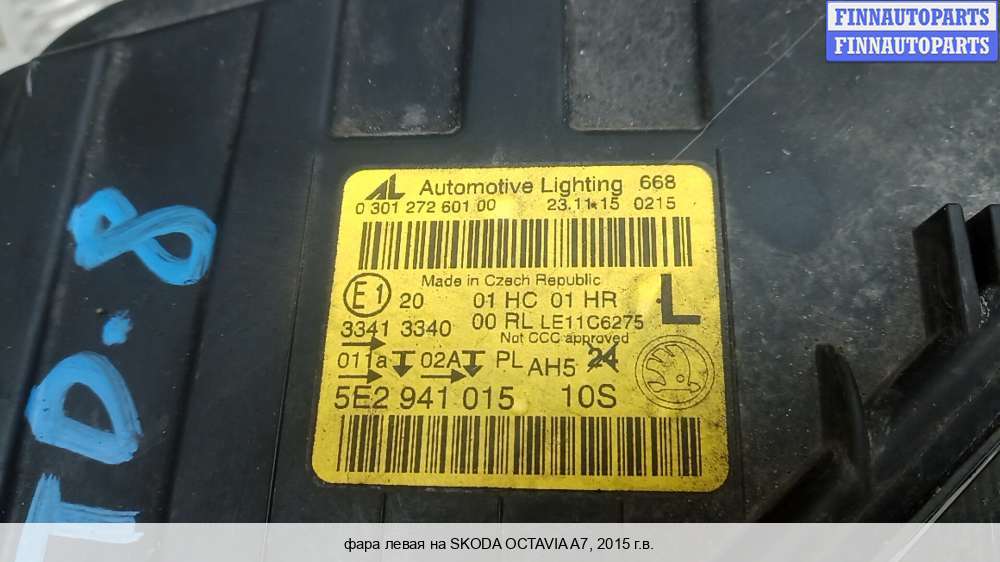 FINNAUTOPARTS
FINNAUTOPARTS
AL Automotive Lighting 668
0 301 272 601 00 23.11.15 0215
Made in Czech Republic
E1 20 01 HC 01 HR L
3341 3340 00 RL LE11C6275
Not CCC approved
011a 02A PL AH5 24
5E2 941 015 10S
TD.8
фара левая на SKODA OCTAVIA A7, 2015 г.в.